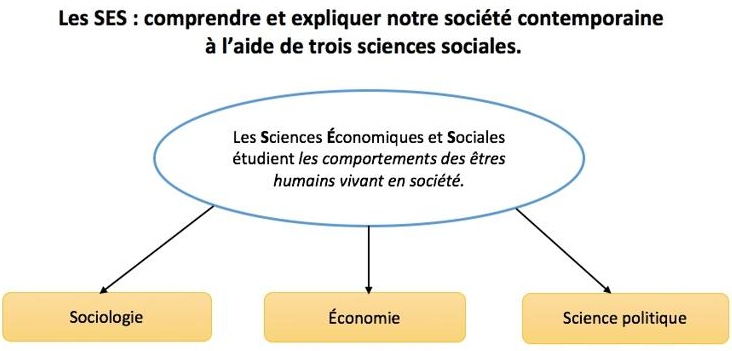 Les SES : comprendre et expliquer notre société contemporaine
à l’aide de trois sciences sociales.
Les Sciences Économiques et Sociales
étudient les comportements des êtres
humains vivant en société.
Sociologie
Économie
Science politique